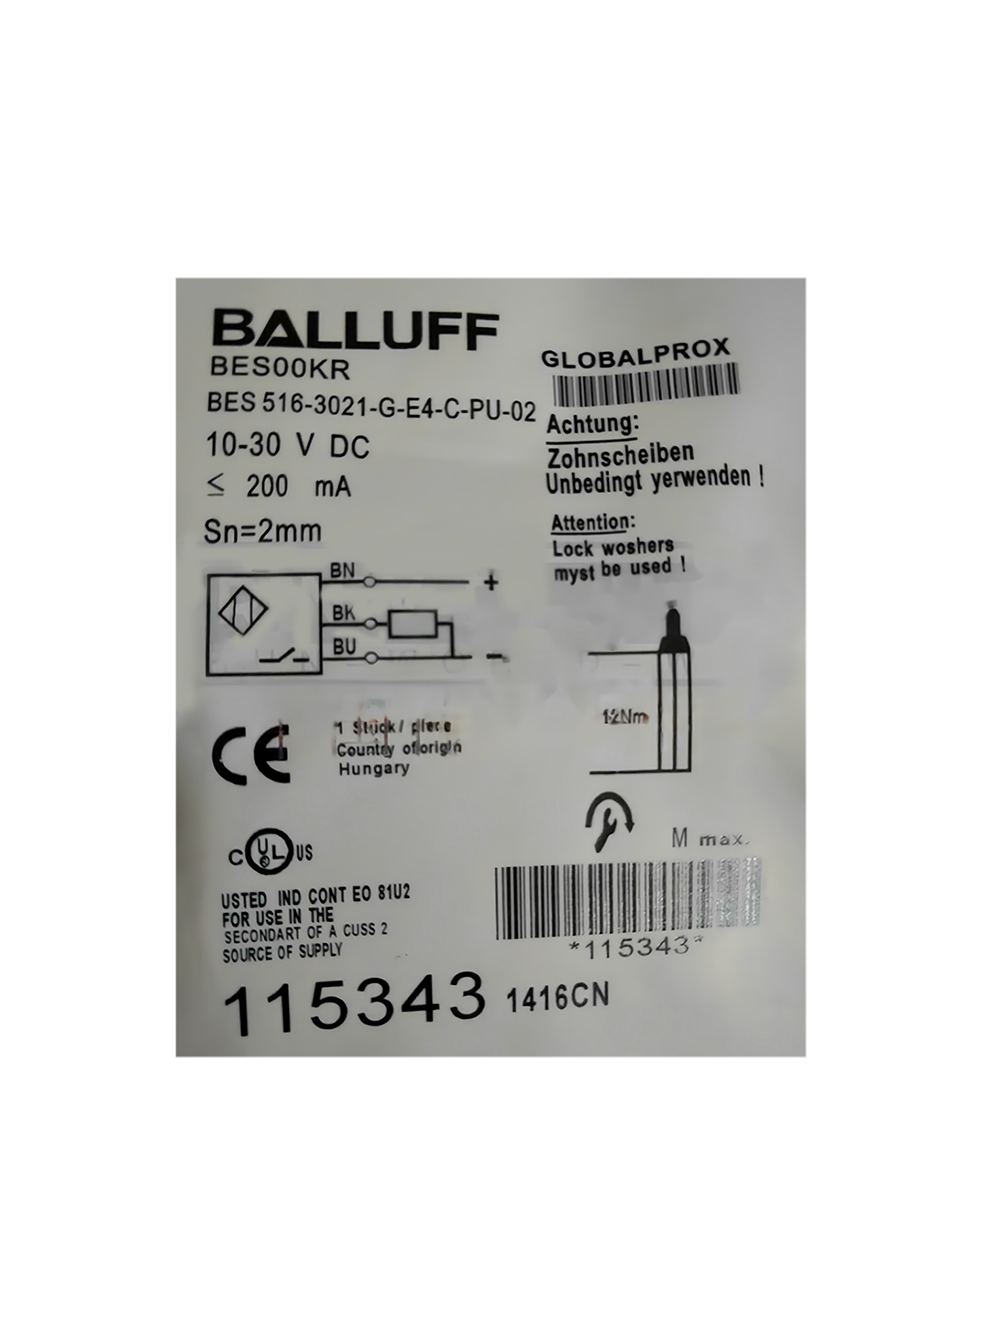 BALLUFF
BES00KR
BES 516-3021-G-E4-C-PU-02
10-30 V DC
≤ 200 mA
Sn=2mm
GLOBALPROX
Achtung:
Zohnscheiben
Unbedingt yerwenden !
Attention:
Lock woshers
myst be used !
BN
+
BK
BU
-
12Nm
CE
1 Stück / piece
Country of origin
Hungary
M max.
C UL US
USTED IND CONT EO 81U2
FOR USE IN THE
SECONDART OF A CUSS 2
SOURCE OF SUPPLY
*115343*
115343 1416CN